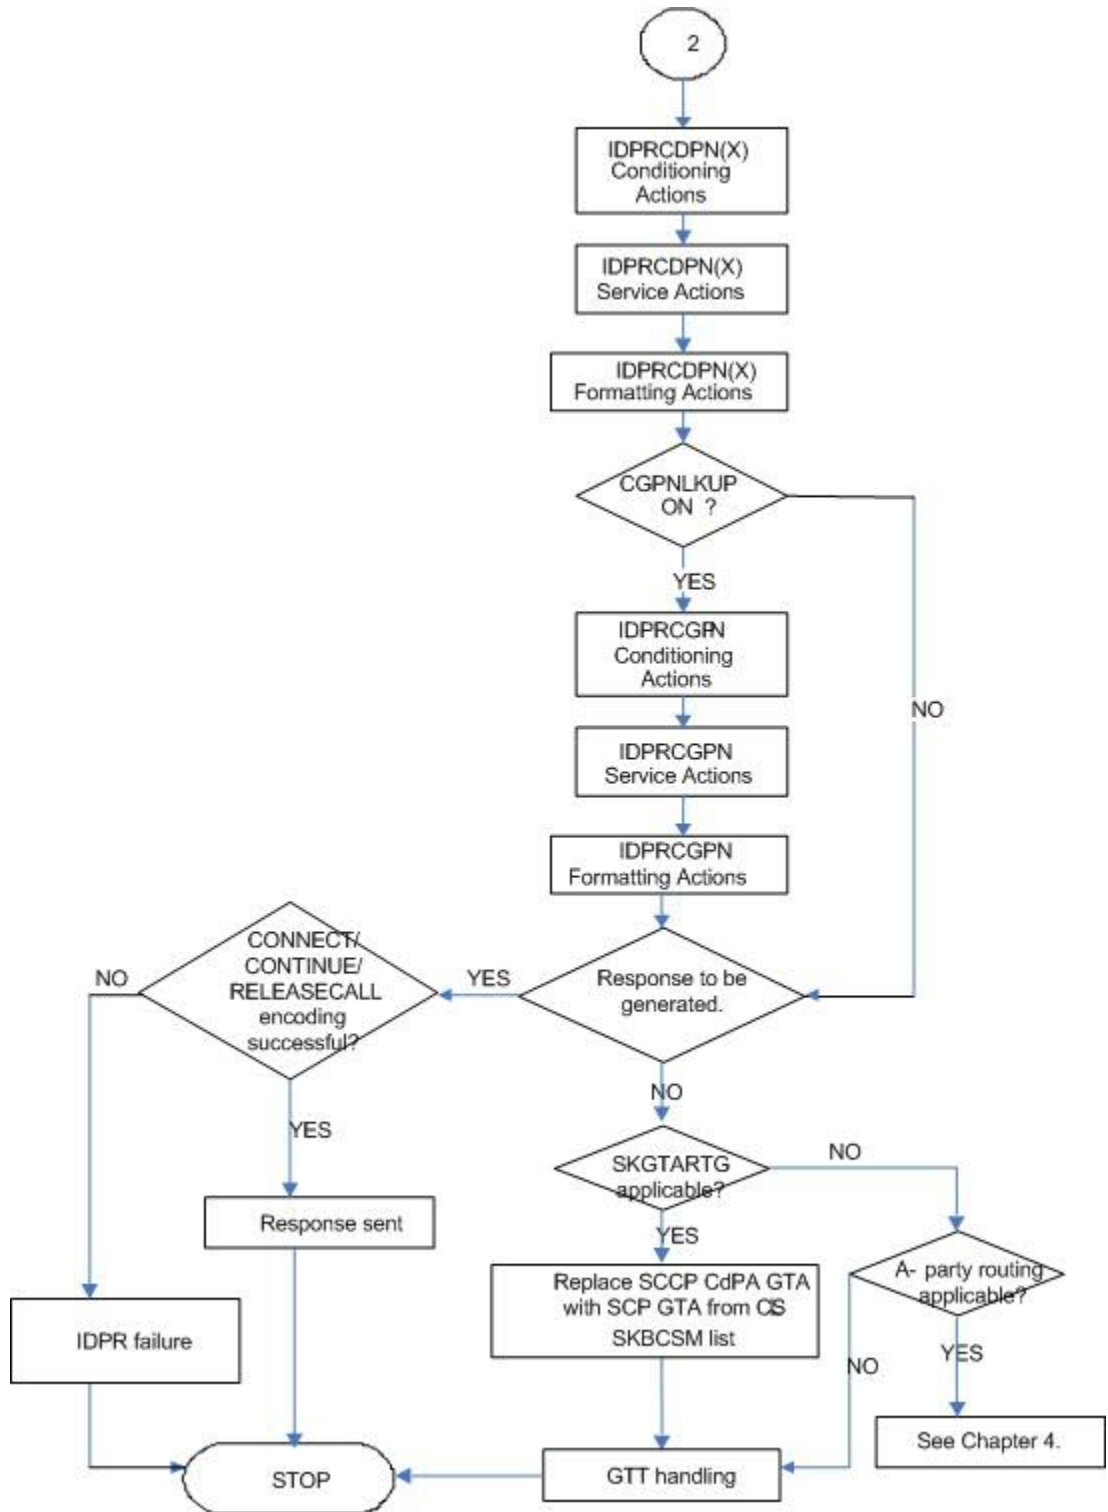 2
IDPRCDPN(X)
Conditioning
Actions
IDPRCDPN(X)
Service Actions
IDPRCDPN(X)
Formatting Actions
CGPNLKUP
ON ?
YES
NO
IDPRCGPN
Conditioning
Actions
IDPRCGPN
Service Actions
IDPRCGPN
Formatting Actions
Response to be
generated.
YES
CONNECT/
CONTINUE/
RELEASECALL
encoding
successful?
NO
YES
NO
Response sent
IDPR failure
SKGTARTG
applicable?
NO
YES
Replace SCCP CdPA GTA
with SCP GTA from CLS
SKBCSM list
A- party routing
applicable?
NO
YES
See Chapter 4.
GTT handling
STOP